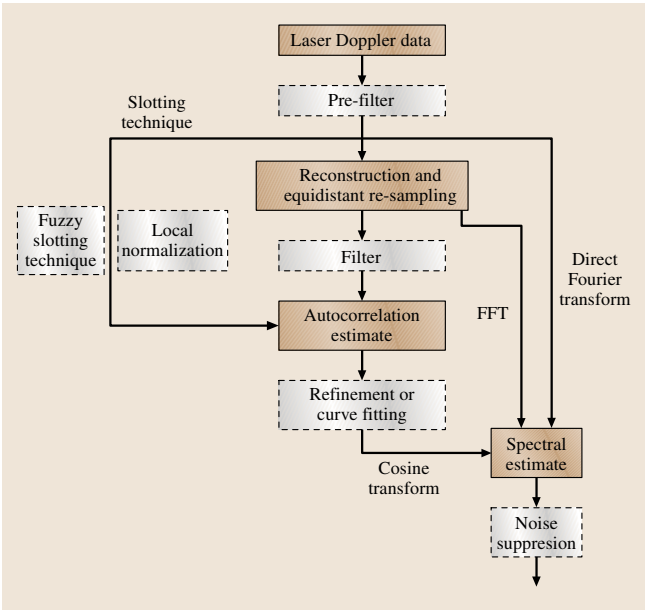 Laser Doppler data
Pre-filter
Slotting
technique
Reconstruction and
equidistant re-sampling
Fuzzy
slotting
technique
Local
normalization
Filter
Direct
Fourier
transform
FFT
Autocorrelation
estimate
Refinement or
curve fitting
Spectral
estimate
Cosine
transform
Noise
suppresion